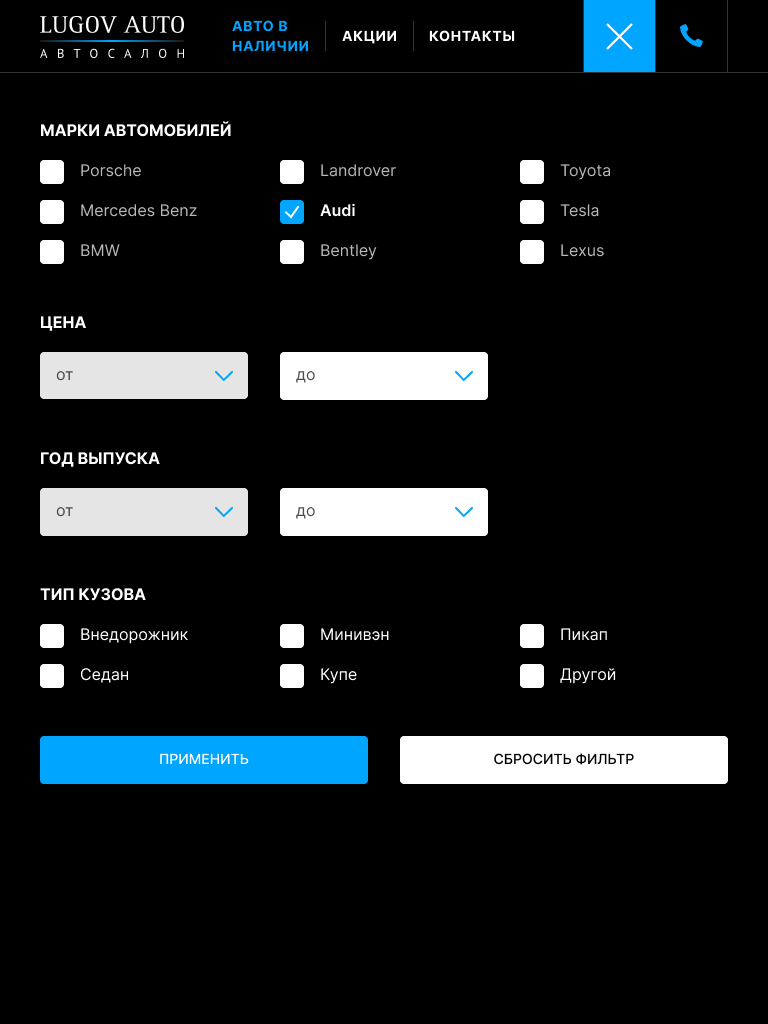 LUGOV AUTO
АВТОСАЛОН
АВТО В
НАЛИЧИИ
АКЦИИ
КОНТАКТЫ
МАРКИ АВТОМОБИЛЕЙ
Porsche
Landrover
Toyota
Mercedes Benz
Audi
Tesla
BMW
Bentley
Lexus
ЦЕНА
от
до
ГОД ВЫПУСКА
от
до
ТИП КУЗОВА
Внедорожник
Минивэн
Пикап
Седан
Купе
Другой
ПРИМЕНИТЬ
СБРОСИТЬ ФИЛЬТР